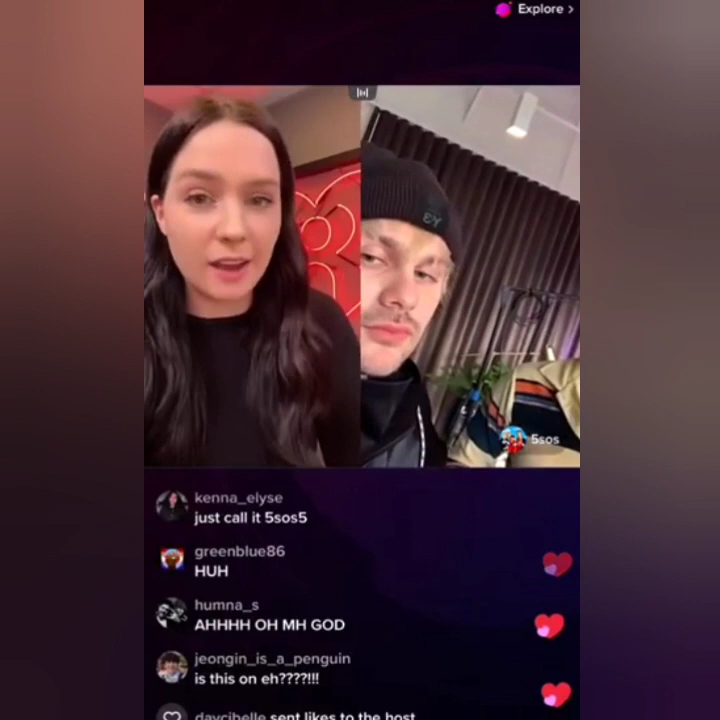 Explore >
5sos
kenna_elyse
just call it 5sos5
greenblue86
HUH
humna_s
AHHHH OH MH GOD
jeongin_is_a_penguin
is this on eh????!!!
daycibelle sent likes to the host